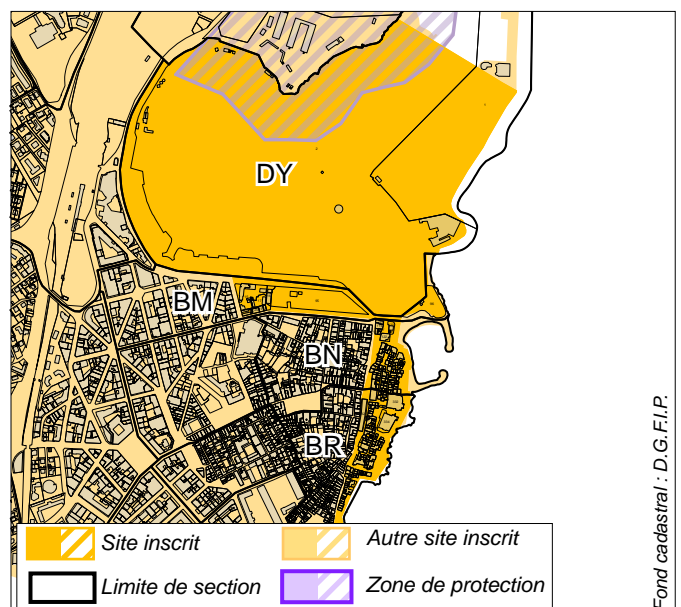 DY
BM
BN
BR
Site inscrit
Autre site inscrit
Limite de section
Zone de protection
Fond cadastral : D.G.F.I.P.